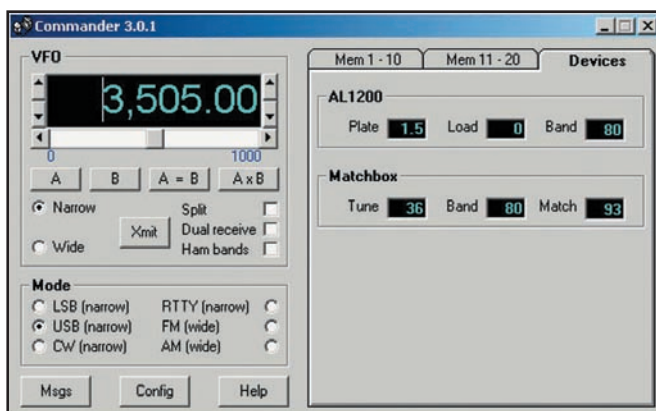 Commander 3.0.1
VFO
3,505.00
0 1000
A B A = B A x B
Narrow
Wide
Xmit
Split
Dual receive
Ham bands
Mode
LSB (narrow) RTTY (narrow)
USB (narrow) FM (wide)
CW (narrow) AM (wide)
Msgs Config Help
Mem 1 - 10 Mem 11 - 20 Devices
AL1200
Plate 1.5 Load 0 Band 80
Matchbox
Tune 36 Band 80 Match 93